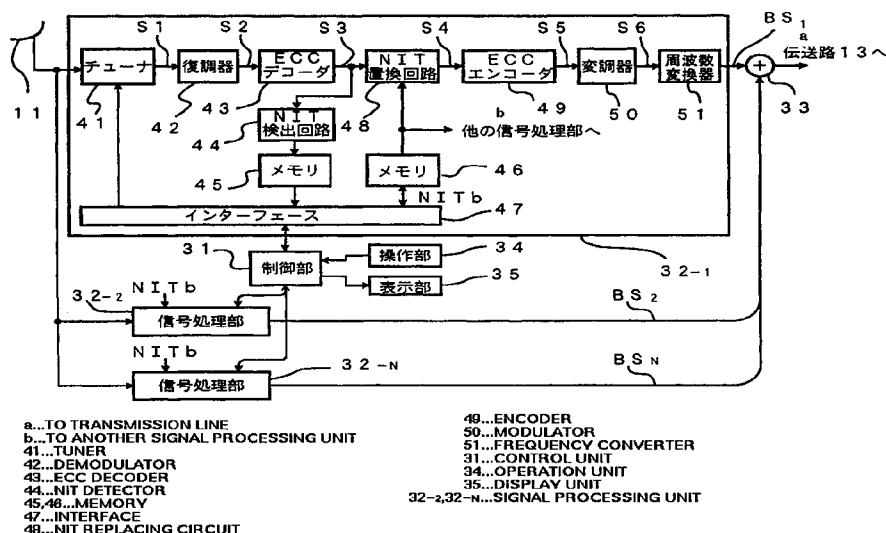 S1 S2 S3 S4 S5 S6 BS1
a
伝送路13へ
チューナ
復調器
ECC
デコーダ
NIT
置換回路
ECC
エンコーダ
変調器
周波数
変換器
11
41
42
43
48
49
50
51
33
44
NIT
検出回路
b
他の信号処理部へ
メモリ
45
メモリ
46
NITb
インターフェース
47
31
制御部
操作部
34
表示部
35
32-1
NITb
32-2
信号処理部
BS2
NITb
信号処理部
32-N
BSN
a...TO TRANSMISSION LINE
b...TO ANOTHER SIGNAL PROCESSING UNIT
41...TUNER
42...DEMODULATOR
43...ECC DECODER
44...NIT DETECTOR
45,46...MEMORY
47...INTERFACE
48...NIT REPLACING CIRCUIT
49...ENCODER
50...MODULATOR
51...FREQUENCY CONVERTER
31...CONTROL UNIT
34...OPERATION UNIT
35...DISPLAY UNIT
32-2,32-N...SIGNAL PROCESSING UNIT